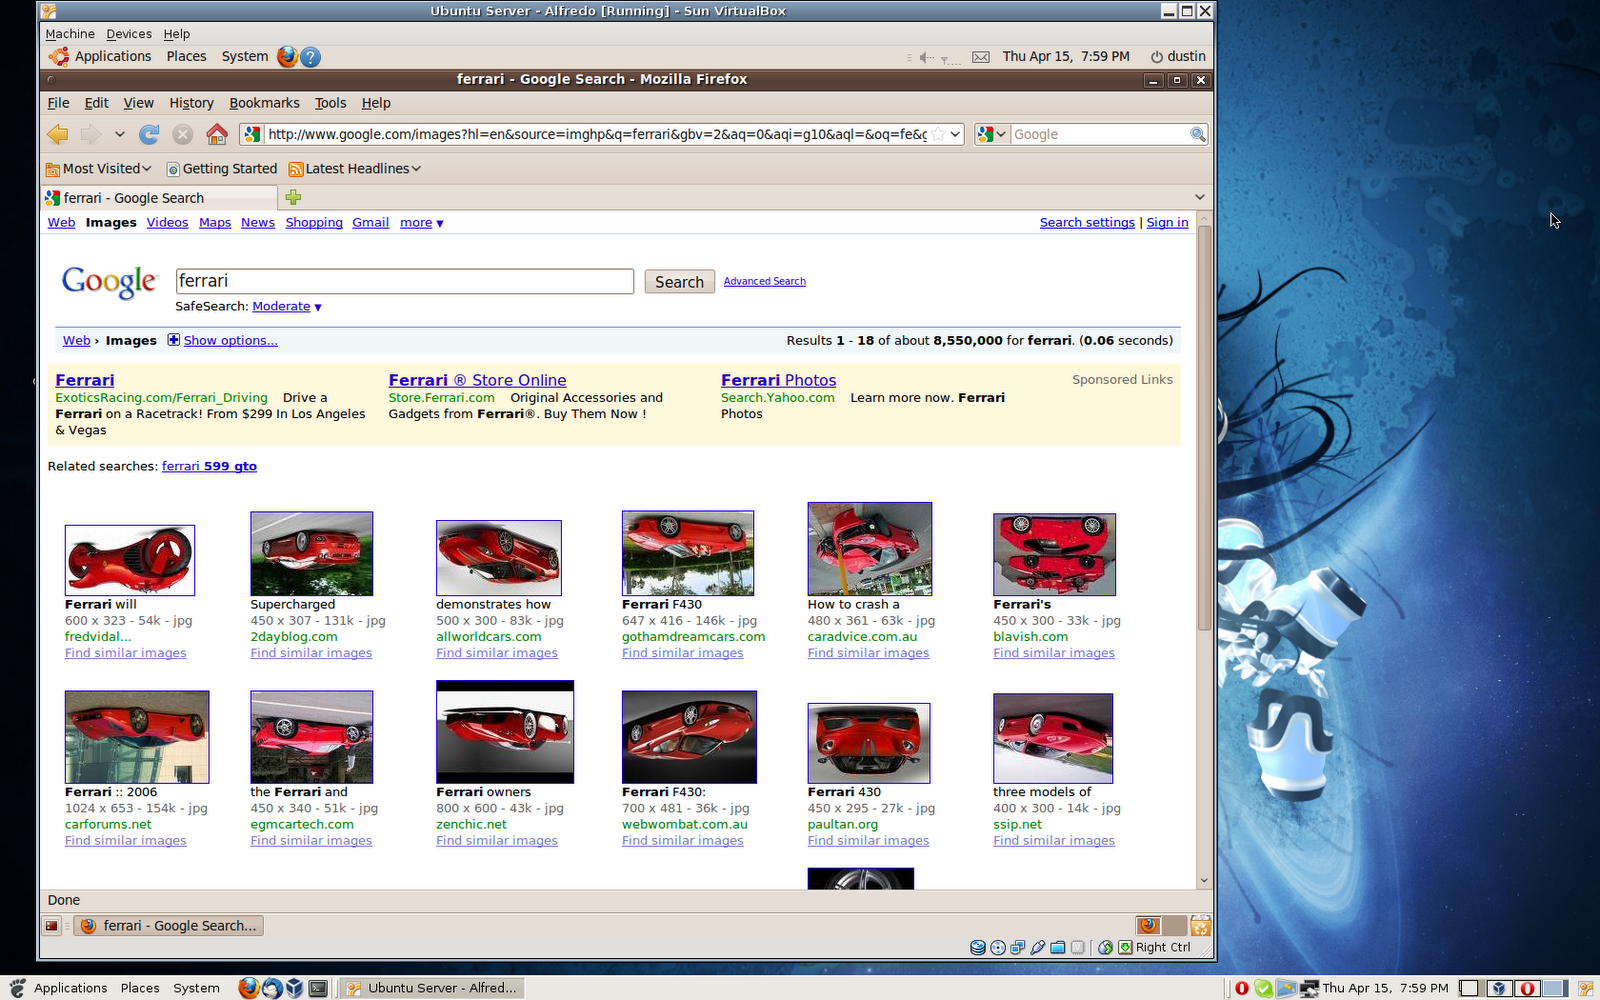 Ubuntu Server - Alfredo [Running] - Sun VirtualBox
Machine Devices Help
Applications Places System Thu Apr 15, 7:59 PM dustin
ferrari - Google Search - Mozilla Firefox
File Edit View History Bookmarks Tools Help
http://www.google.com/images?hl=en&source=imghp&q=ferrari&gbv=2&aq=0&aqi=g10&aql=&oq=fe&g Google
Most Visited Getting Started Latest Headlines
ferrari - Google Search
Web Images Videos Maps News Shopping Gmail more ▼ Search settings | Sign in
Google ferrari Search Advanced Search
SafeSearch: Moderate ▼
Web › Images Show options... Results 1 - 18 of about 8,550,000 for ferrari. (0.06 seconds)
Ferrari Ferrari ® Store Online Ferrari Photos Sponsored Links
ExoticsRacing.com/Ferrari_Driving Drive a Store.Ferrari.com Original Accessories and Search.Yahoo.com Learn more now. Ferrari
Ferrari on a Racetrack! From $299 In Los Angeles Gadgets from Ferrari®. Buy Them Now ! Photos
& Vegas
Related searches: ferrari 599 gto
Ferrari will Supercharged demonstrates how Ferrari F430 How to crash a Ferrari's
600 x 323 - 54k - jpg 450 x 307 - 131k - jpg 500 x 300 - 83k - jpg 647 x 416 - 146k - jpg 480 x 361 - 63k - jpg 450 x 300 - 33k - jpg
fredvidal... 2dayblog.com allworldcars.com gothamdreamcars.com caradvice.com.au blavish.com
Find similar images Find similar images Find similar images Find similar images Find similar images Find similar images
Ferrari :: 2006 the Ferrari and Ferrari owners Ferrari F430: Ferrari 430 three models of
1024 x 653 - 154k - jpg 450 x 340 - 51k - jpg 800 x 600 - 43k - jpg 700 x 481 - 36k - jpg 450 x 295 - 27k - jpg 400 x 300 - 14k - jpg
carforums.net egmcartech.com zenchic.net webwombat.com.au paultan.org ssip.net
Find similar images Find similar images Find similar images Find similar images Find similar images Find similar images
Done
ferrari - Google Search...
Right Ctrl
Applications Places System Ubuntu Server - Alfred... Thu Apr 15, 7:59 PM